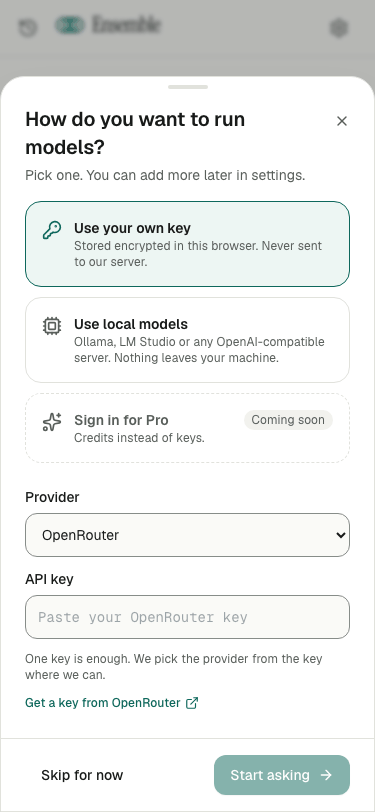 Ensemble
How do you want to run
models?
Pick one. You can add more later in settings.
Use your own key
Stored encrypted in this browser. Never sent
to our server.
Use local models
Ollama, LM Studio or any OpenAI-compatible
server. Nothing leaves your machine.
Sign in for Pro
Coming soon
Credits instead of keys.
Provider
OpenRouter
API key
Paste your OpenRouter key
One key is enough. We pick the provider from the key
where we can.
Get a key from OpenRouter
Skip for now
Start asking